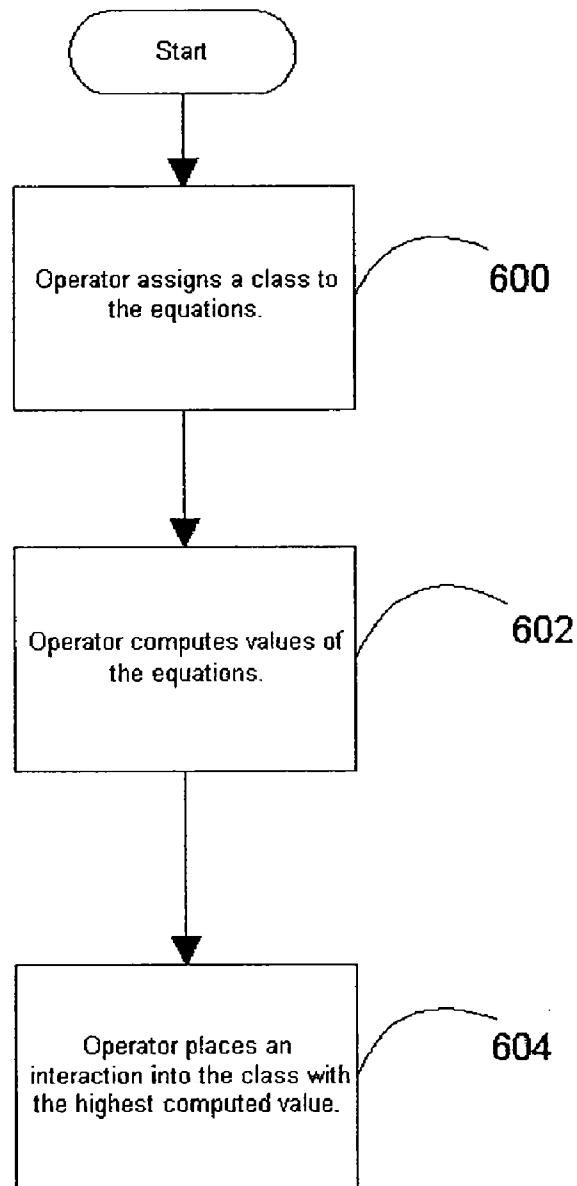 Start
Operator assigns a class to
the equations.
600
Operator computes values of
the equations.
602
Operator places an
interaction into the class with
the highest computed value.
604